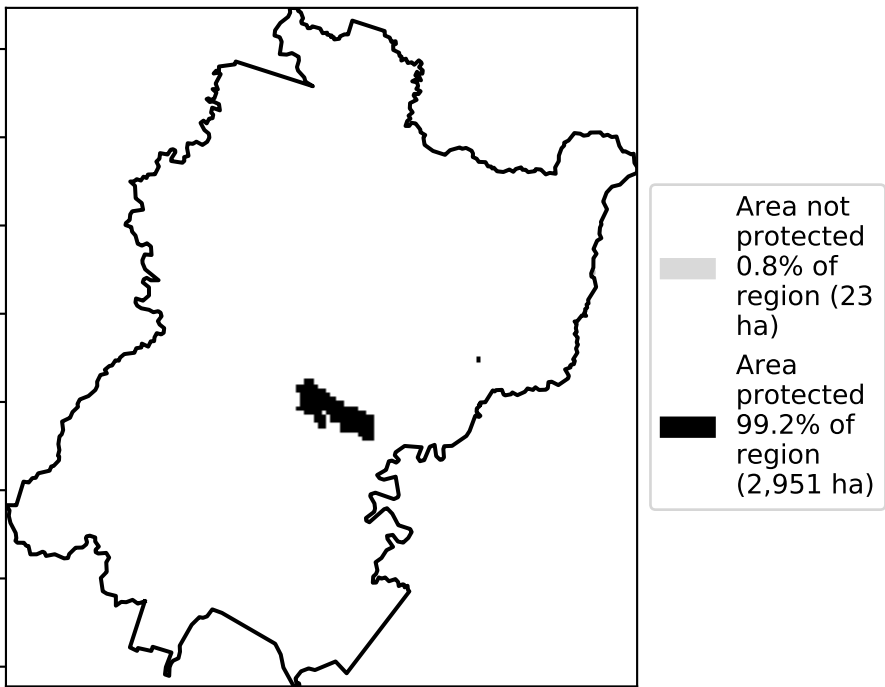 Area not
protected
0.8% of
region (23
ha)
Area
protected
99.2% of
region
(2,951 ha)